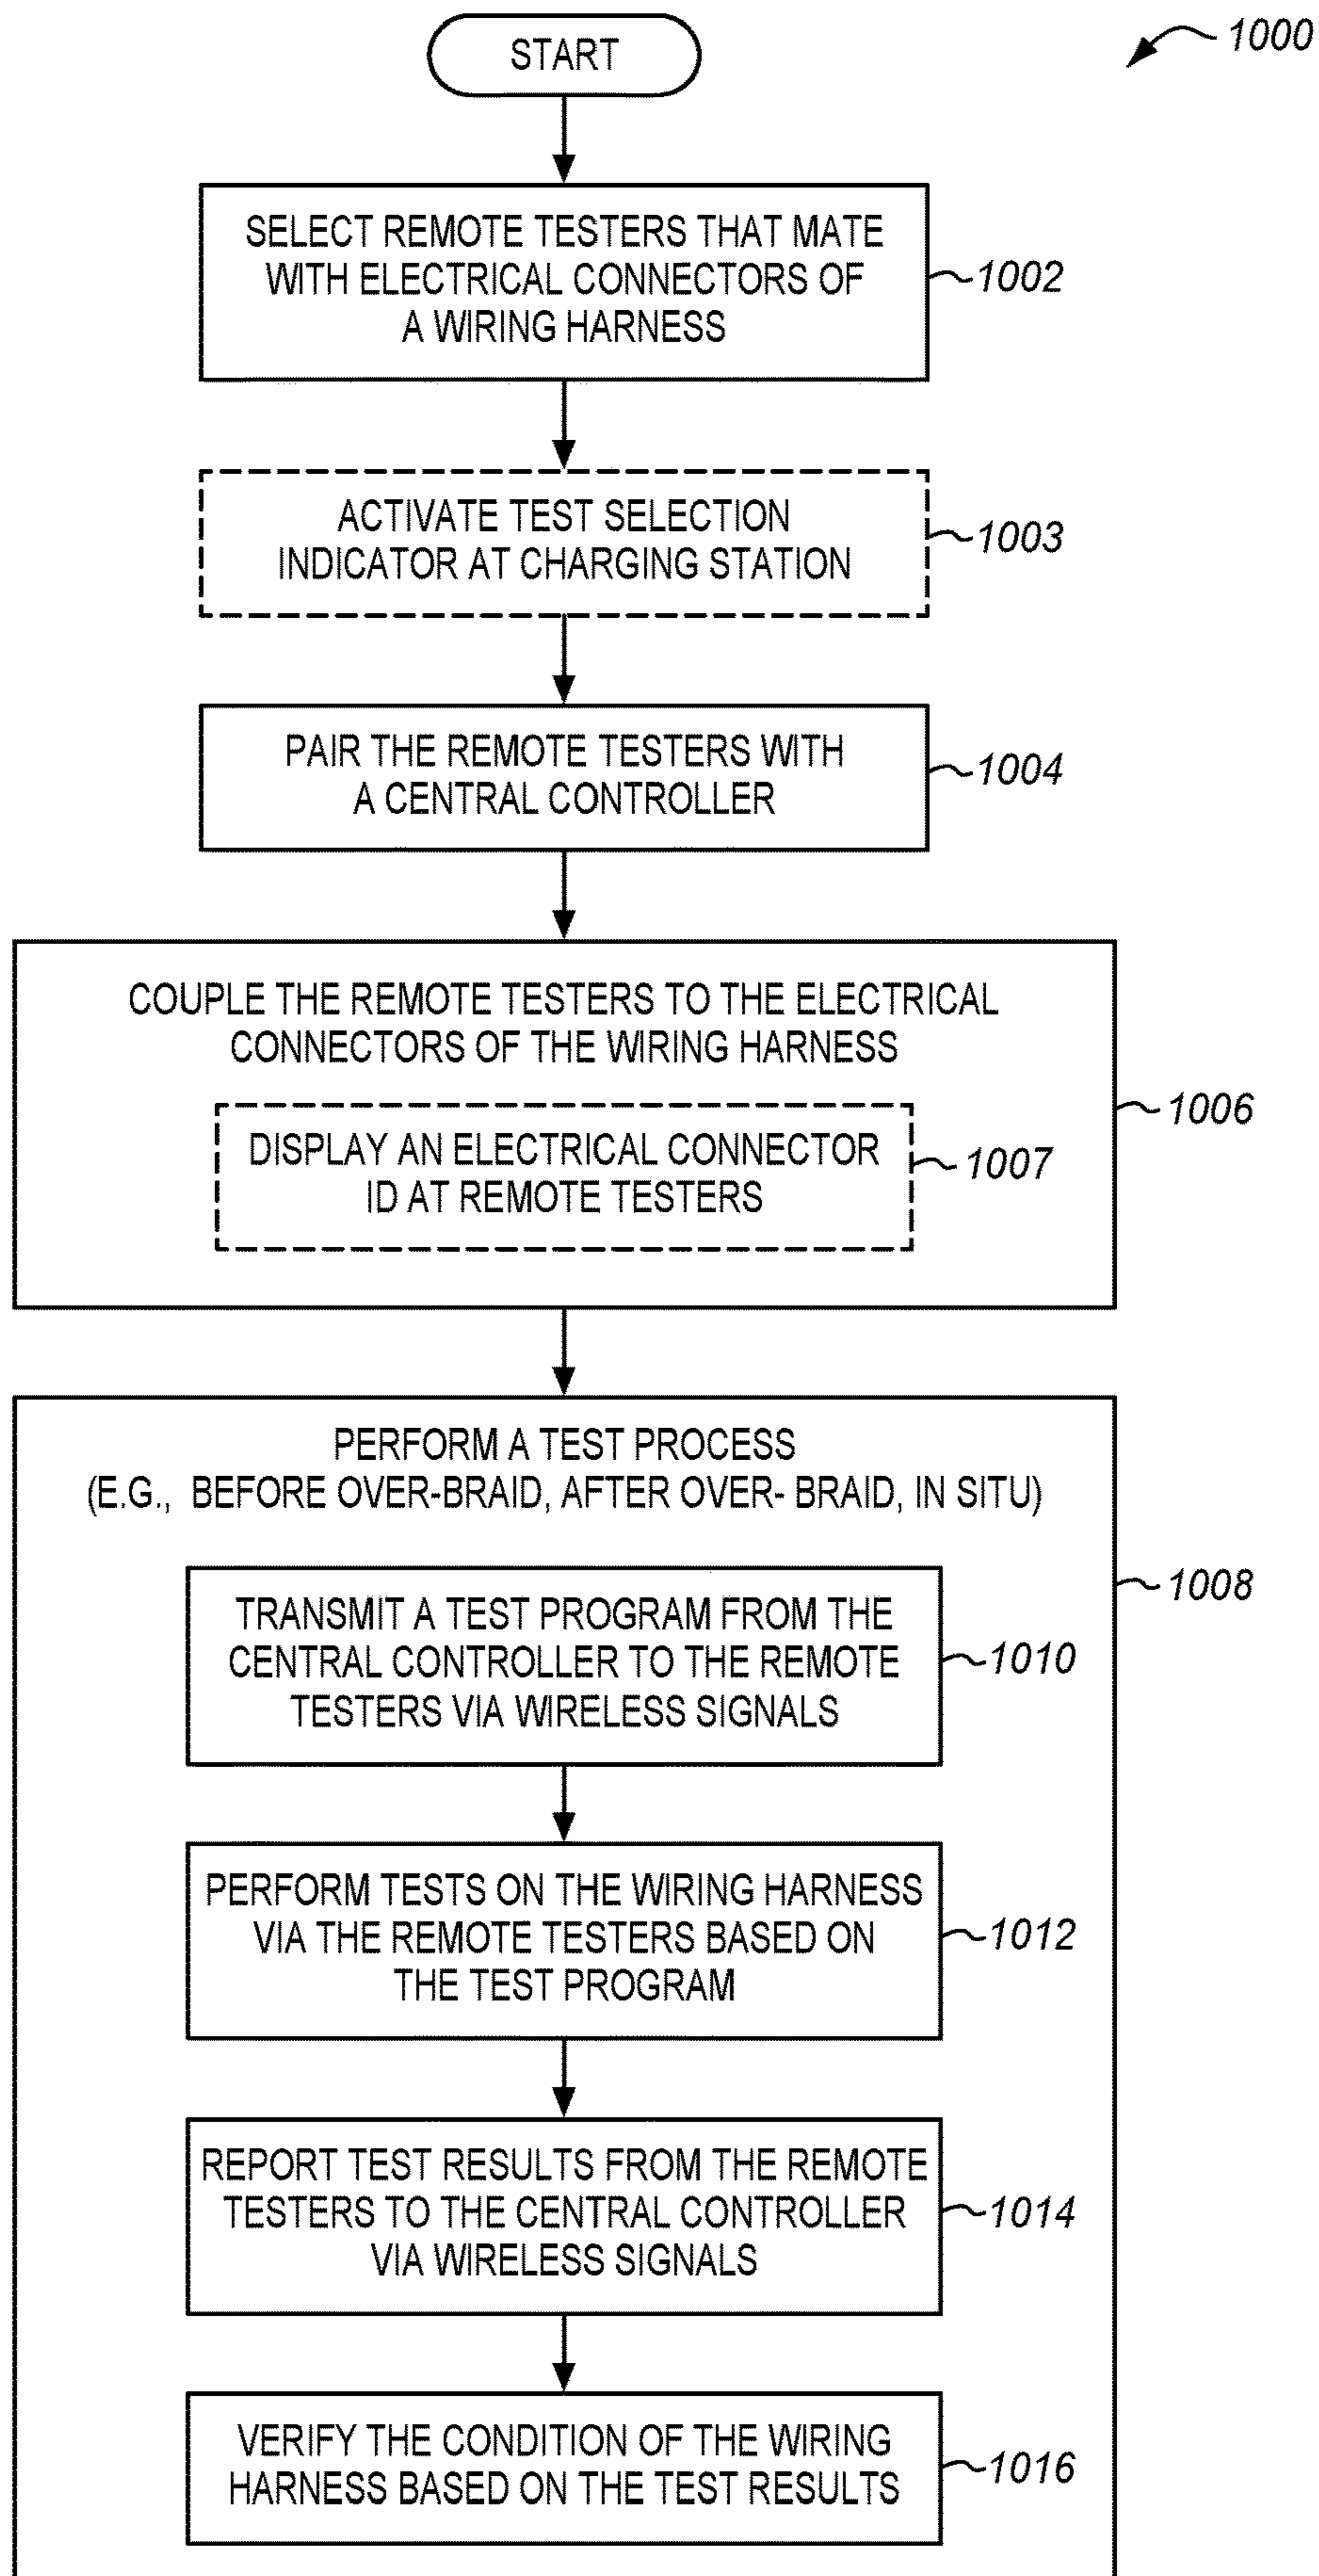 START
1000
SELECT REMOTE TESTERS THAT MATE
WITH ELECTRICAL CONNECTORS OF
A WIRING HARNESS
1002
ACTIVATE TEST SELECTION
INDICATOR AT CHARGING STATION
1003
PAIR THE REMOTE TESTERS WITH
A CENTRAL CONTROLLER
1004
COUPLE THE REMOTE TESTERS TO THE ELECTRICAL
CONNECTORS OF THE WIRING HARNESS
1006
DISPLAY AN ELECTRICAL CONNECTOR
ID AT REMOTE TESTERS
1007
PERFORM A TEST PROCESS
(E.G., BEFORE OVER-BRAID, AFTER OVER- BRAID, IN SITU)
1008
TRANSMIT A TEST PROGRAM FROM THE
CENTRAL CONTROLLER TO THE REMOTE
TESTERS VIA WIRELESS SIGNALS
1010
PERFORM TESTS ON THE WIRING HARNESS
VIA THE REMOTE TESTERS BASED ON
THE TEST PROGRAM
1012
REPORT TEST RESULTS FROM THE REMOTE
TESTERS TO THE CENTRAL CONTROLLER
VIA WIRELESS SIGNALS
1014
VERIFY THE CONDITION OF THE WIRING
HARNESS BASED ON THE TEST RESULTS
1016